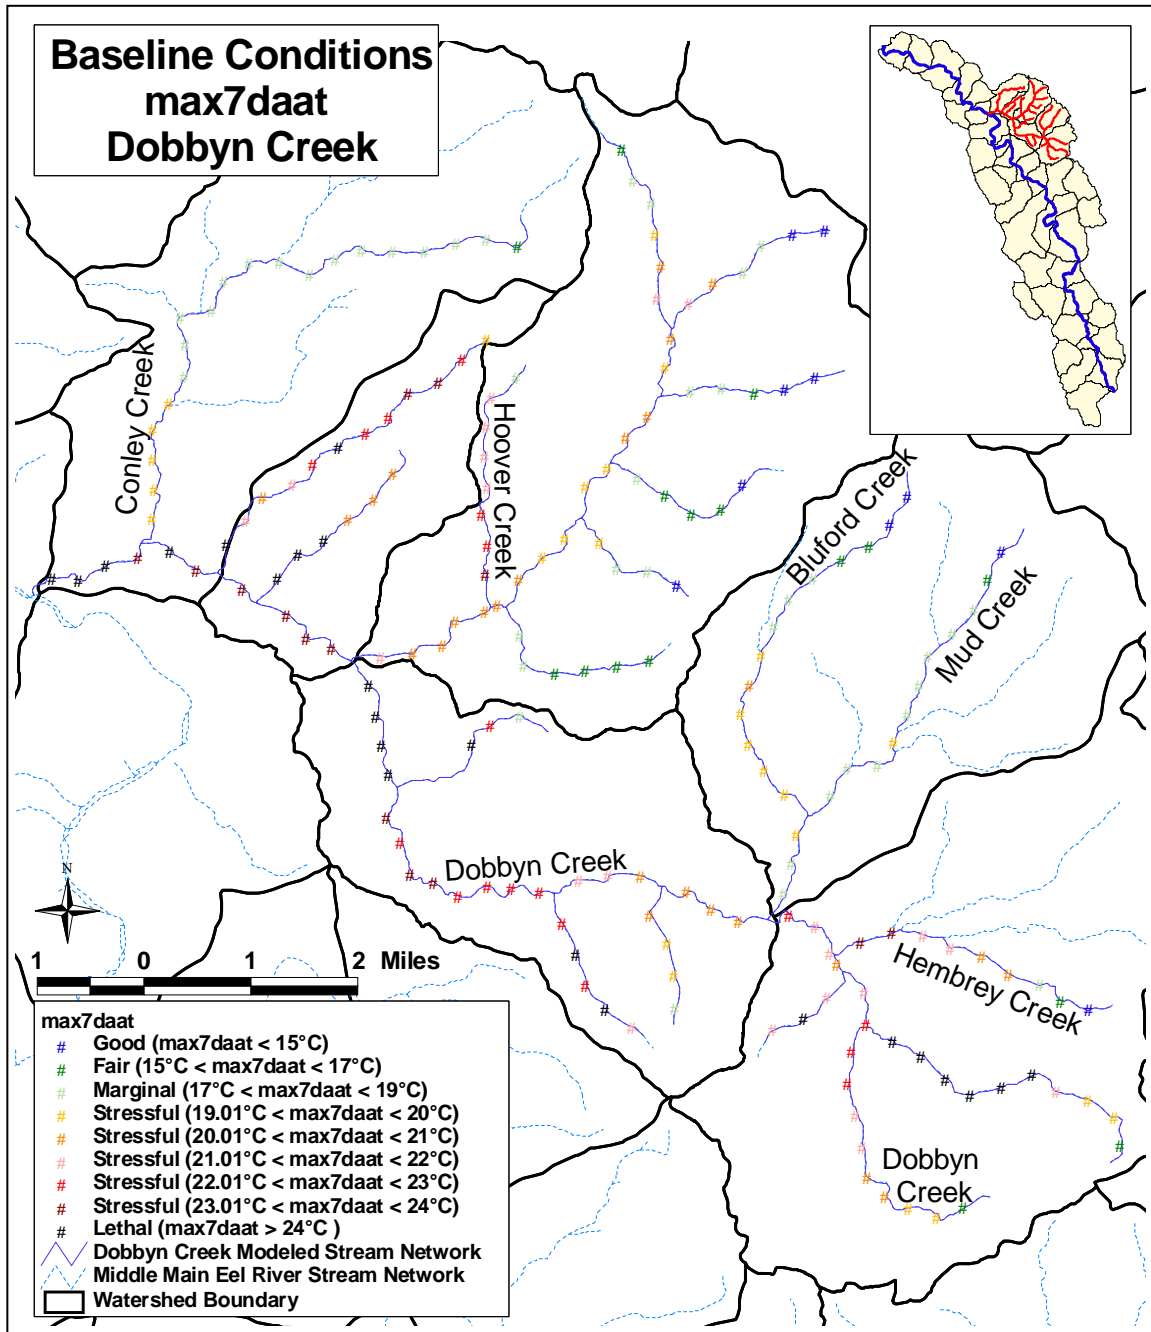 Baseline Conditions
max7daat
Dobbyn Creek
Conley Creek
Hoover Creek
Bluford Creek
Mud Creek
Dobbyn Creek
Hembrey Creek
Dobbyn
Creek
N
1 0 1 2 Miles
max7daat
# Good (max7daat < 15°C)
# Fair (15°C < max7daat < 17°C)
# Marginal (17°C < max7daat < 19°C)
# Stressful (19.01°C < max7daat < 20°C)
# Stressful (20.01°C < max7daat < 21°C)
# Stressful (21.01°C < max7daat < 22°C)
# Stressful (22.01°C < max7daat < 23°C)
# Stressful (23.01°C < max7daat < 24°C)
# Lethal (max7daat > 24°C )
Dobbyn Creek Modeled Stream Network
Middle Main Eel River Stream Network
Watershed Boundary